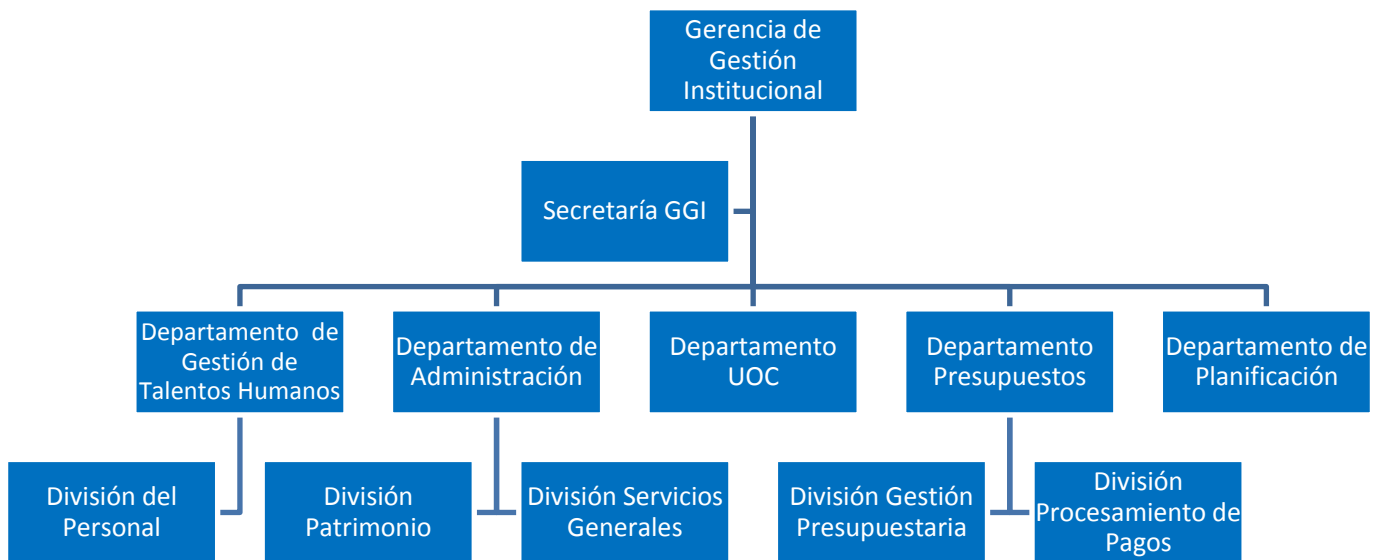 Gerencia de
Gestión
Institucional
Secretaría GGI
Departamento de
Gestión de
Talentos Humanos
Departamento de
Administración
Departamento
UOC
Departamento
Presupuestos
Departamento de
Planificación
División del
Personal
División
Patrimonio
División Servicios
Generales
División Gestión
Presupuestaria
División
Procesamiento de
Pagos